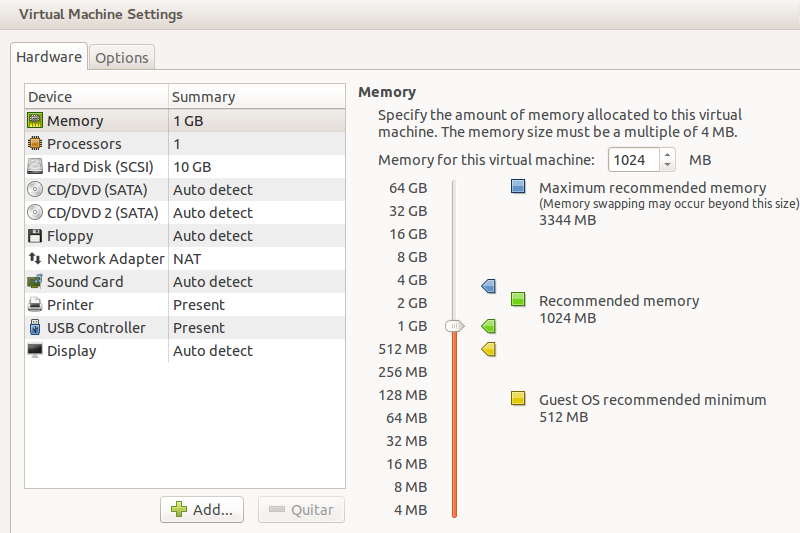 Virtual Machine Settings
Hardware Options
Device Summary
Memory 1 GB
Processors 1
Hard Disk (SCSI) 10 GB
CD/DVD (SATA) Auto detect
CD/DVD 2 (SATA) Auto detect
Floppy Auto detect
Network Adapter NAT
Sound Card Auto detect
Printer Present
USB Controller Present
Display Auto detect
Add... Quitar
Memory
Specify the amount of memory allocated to this virtual
machine. The memory size must be a multiple of 4 MB.
Memory for this virtual machine: 1024 MB
64 GB
32 GB
16 GB
8 GB
4 GB
2 GB
1 GB
512 MB
256 MB
128 MB
64 MB
32 MB
16 MB
8 MB
4 MB
Maximum recommended memory
(Memory swapping may occur beyond this size)
3344 MB
Recommended memory
1024 MB
Guest OS recommended minimum
512 MB